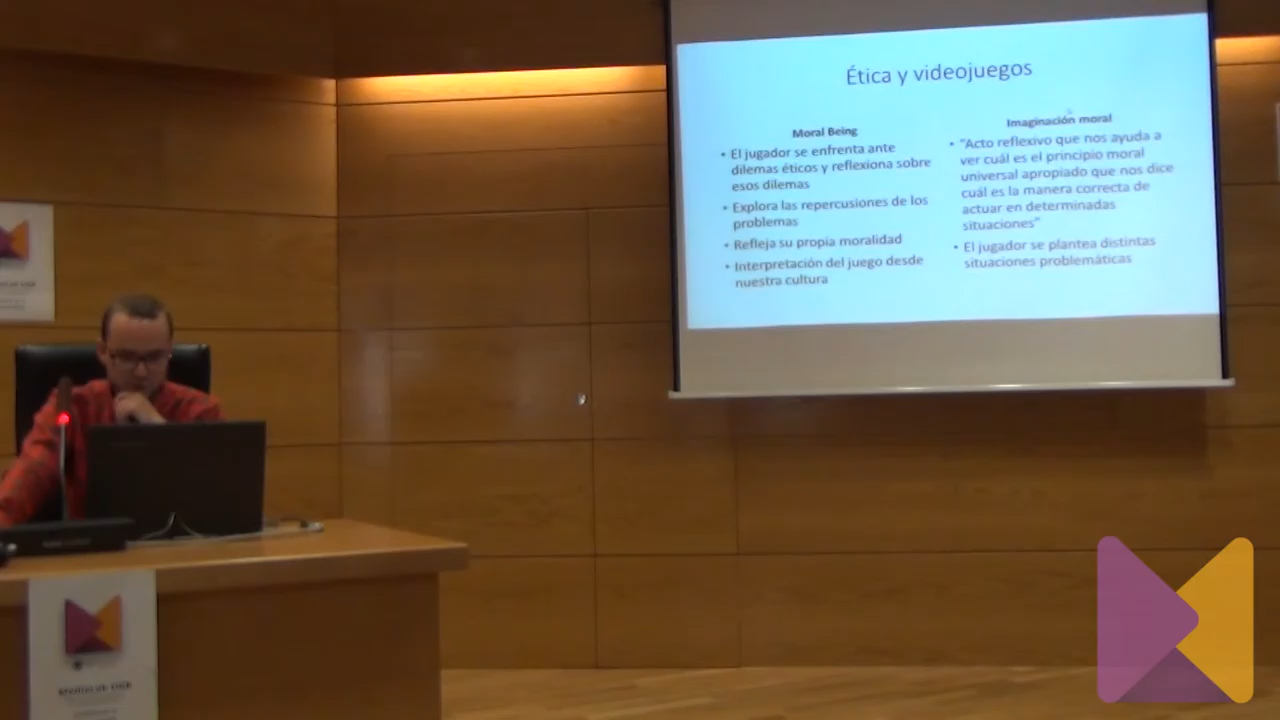 Ética y videojuegos
Moral Being
• El jugador se enfrenta ante
dilemas éticos y reflexiona sobre
esos dilemas
• Explora las repercusiones de los
problemas
• Refleja su propia moralidad
• Interpretación del juego desde
nuestra cultura
Imaginación moral
• "Acto reflexivo que nos ayuda a
ver cuál es el principio moral
universal apropiado que nos dice
cuál es la manera correcta de
actuar en determinadas
situaciones"
• El jugador se plantea distintas
situaciones problemáticas